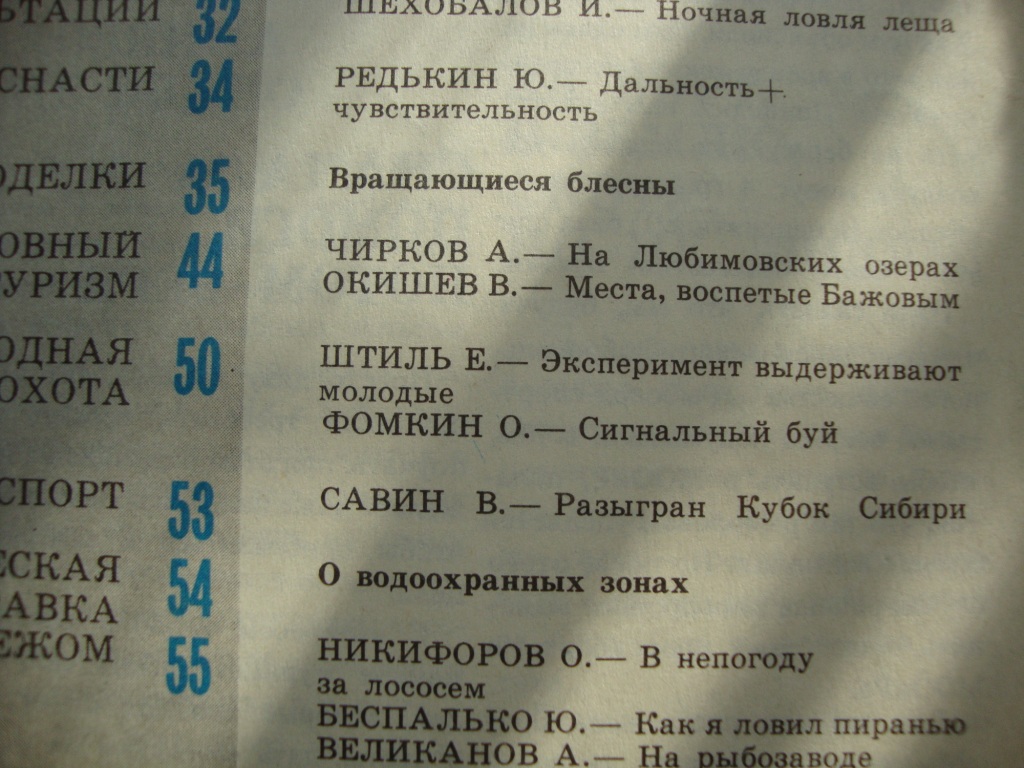 ЬТАЦИИ 32 ШЕХОБАЛОВ И.— Ночная ловля леща
СНАСТИ 34 РЕДЬКИН Ю.— Дальность+
чувствительность
ОДЕЛКИ 35 Вращающиеся блесны
ОВНЫЙ 44 ЧИРКОВ А.— На Любимовских озерах
УРИЗМ ОКИШЕВ В.— Места, воспетые Бажовым
ОДНАЯ 50 ШТИЛЬ Е.— Эксперимент выдерживают
ОХОТА молодые
ФОМКИН О.— Сигнальный буй
СПОРТ 53 САВИН В.— Разыгран Кубок Сибири
ЕСКАЯ 54 О водоохранных зонах
АВКА
ЕЖОМ 55 НИКИФОРОВ О.— В непогоду
за лососем
БЕСПАЛЬКО Ю.— Как я ловил пиранью
ВЕЛИКАНОВ А.— На рыбозаводе